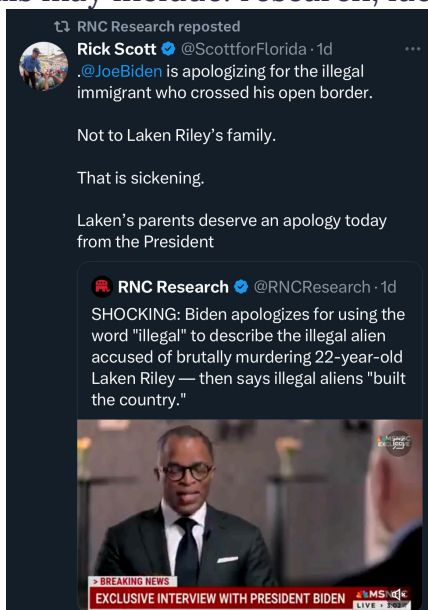 RNC Research reposted
Rick Scott @ScottforFlorida · 1d
.@JoeBiden is apologizing for the illegal
immigrant who crossed his open border.
Not to Laken Riley's family.
That is sickening.
Laken's parents deserve an apology today
from the President
RNC Research @RNCResearch · 1d
SHOCKING: Biden apologizes for using the
word "illegal" to describe the illegal alien
accused of brutally murdering 22-year-old
Laken Riley — then says illegal aliens "built
the country."
> BREAKING NEWS
EXCLUSIVE INTERVIEW WITH PRESIDENT BIDEN
LIVE